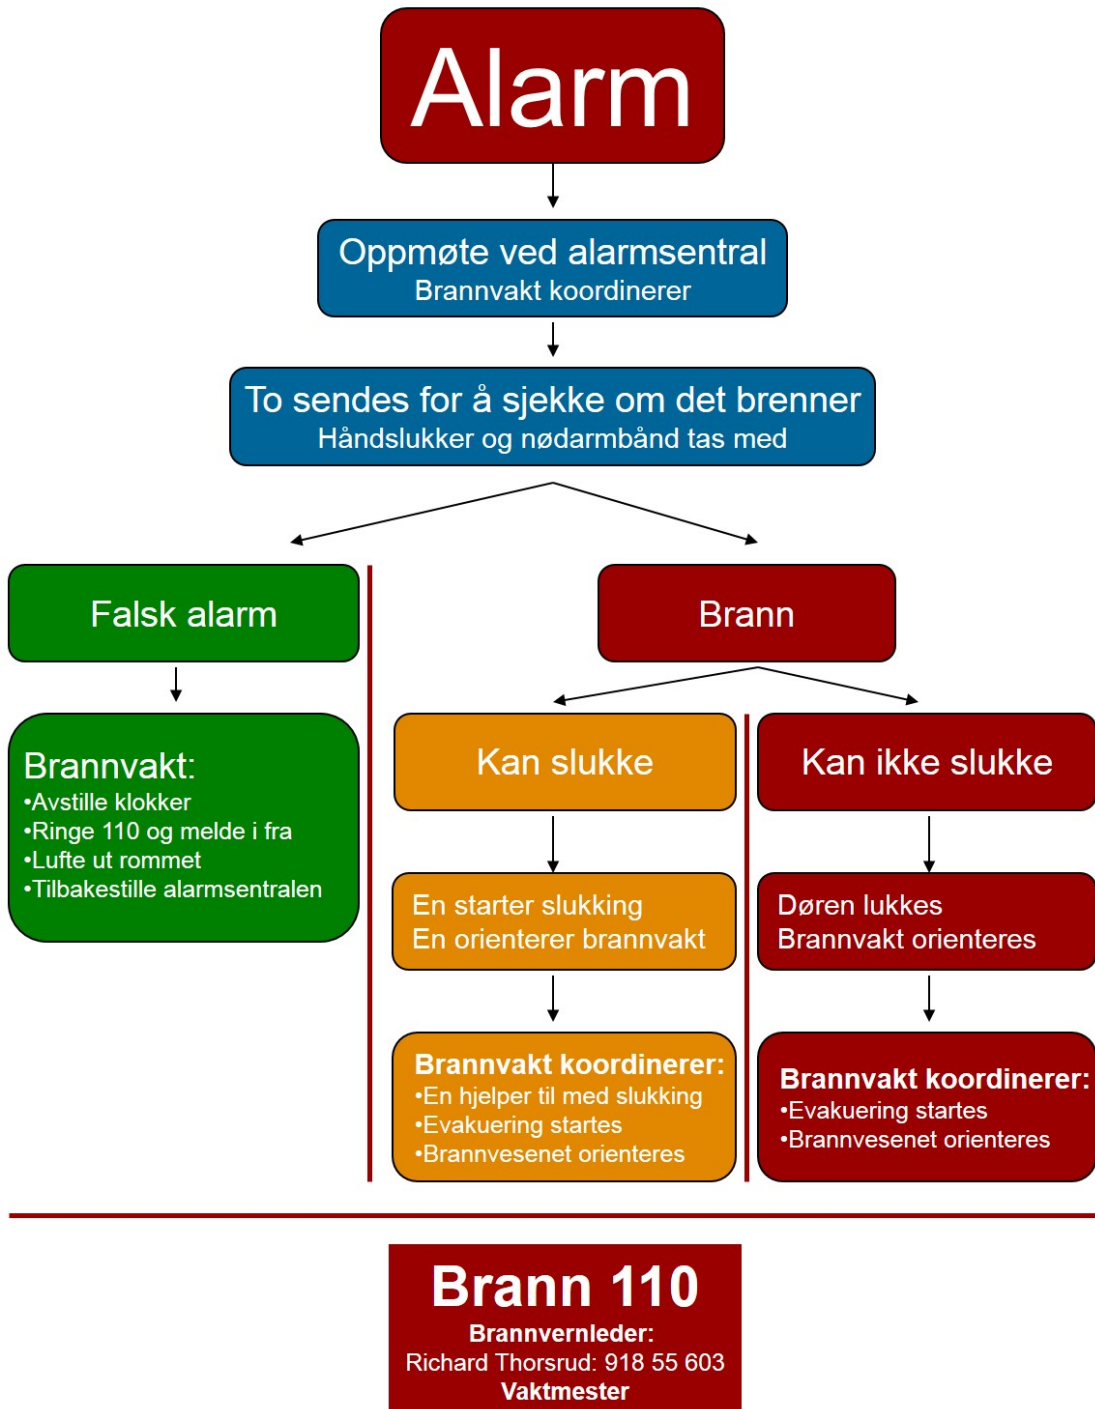 Alarm
Oppmøte ved alarmsentral
Brannvakt koordinerer
To sendes for å sjekke om det brenner
Håndslukker og nødarmbånd tas med
Falsk alarm
Brann
Brannvakt:
•Avstille klokker
•Ringe 110 og melde i fra
•Lufte ut rommet
•Tilbakestille alarmsentralen
Kan slukke
Kan ikke slukke
En starter slukking
En orienterer brannvakt
Døren lukkes
Brannvakt orienteres
Brannvakt koordinerer:
•En hjelper til med slukking
•Evakuering startes
•Brannvesenet orienteres
Brannvakt koordinerer:
•Evakuering startes
•Brannvesenet orienteres
Brann 110
Brannvernleder:
Richard Thorsrud: 918 55 603
Vaktmester